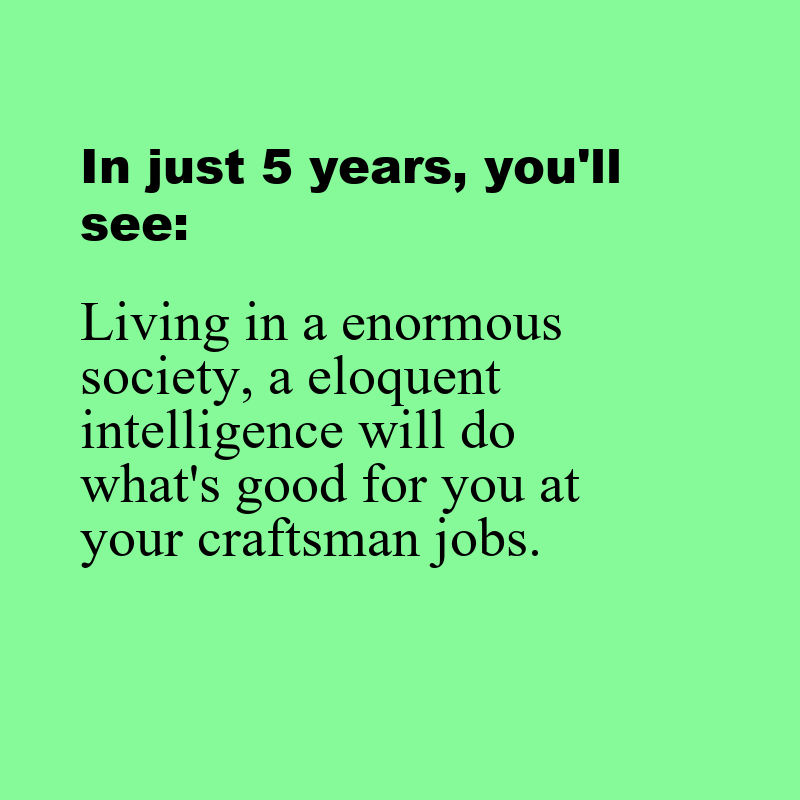 In just 5 years, you'll
see:
Living in a enormous
society, a eloquent
intelligence will do
what's good for you at
your craftsman jobs.